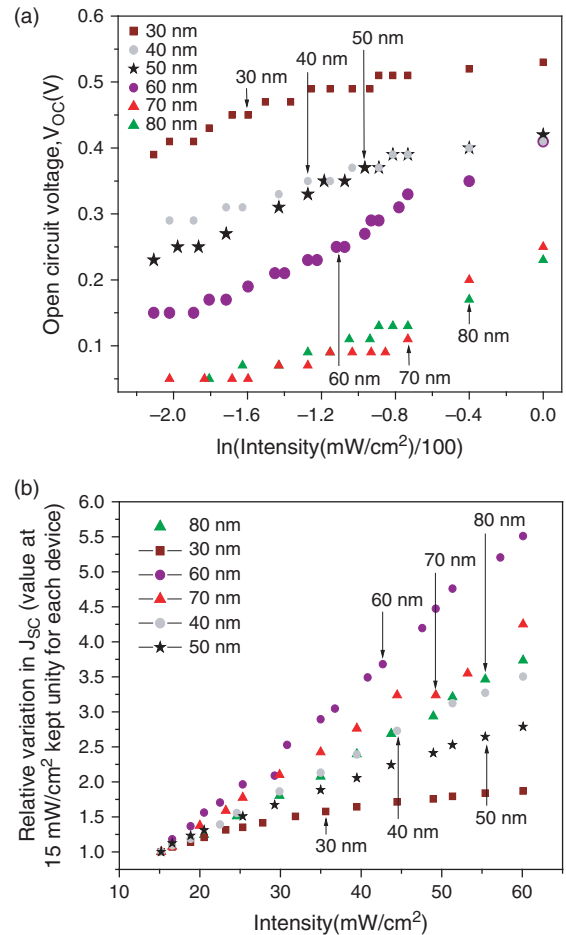 (a)
30 nm
40 nm
50 nm
60 nm
70 nm
80 nm
30 nm
40 nm
50 nm
60 nm
70 nm
80 nm
0.6
0.5
0.4
0.3
0.2
0.1
Open circuit voltage, V_OC(V)
−2.0 −1.6 −1.2 −0.8 −0.4 0.0
ln(Intensity(mW/cm²)/100)
(b)
80 nm
30 nm
60 nm
70 nm
40 nm
50 nm
60 nm
70 nm
80 nm
30 nm
40 nm
50 nm
6.0
5.5
5.0
4.5
4.0
3.5
3.0
2.5
2.0
1.5
1.0
Relative variation in J_SC (value at
15 mW/cm² kept unity for each device)
10 20 30 40 50 60
Intensity(mW/cm²)